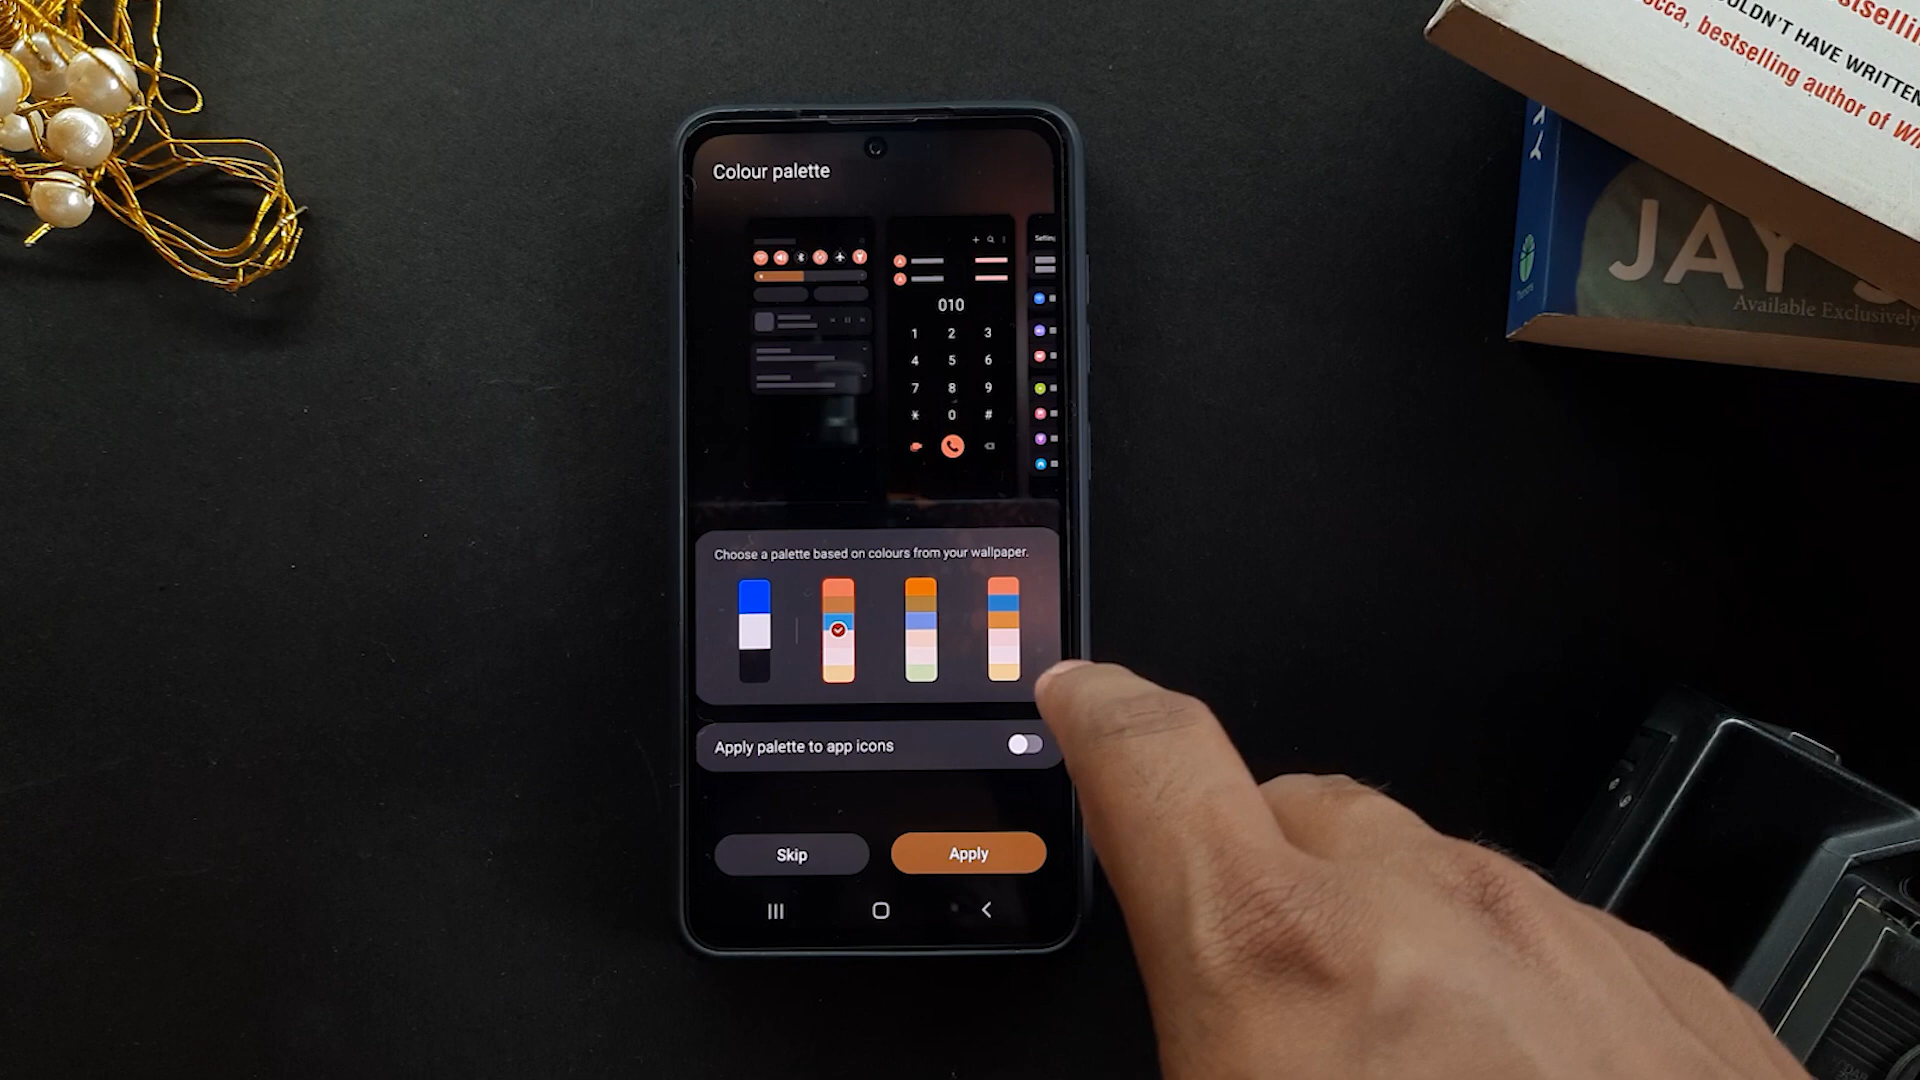 Colour palette
010
1 2 3
4 5 6
7 8 9
* 0 #
Choose a palette based on colours from your wallpaper.
Apply palette to app icons
Skip
Apply
OULDN'T HAVE WRITTEN
bestselling author of
JAY'S
Available Exclusively